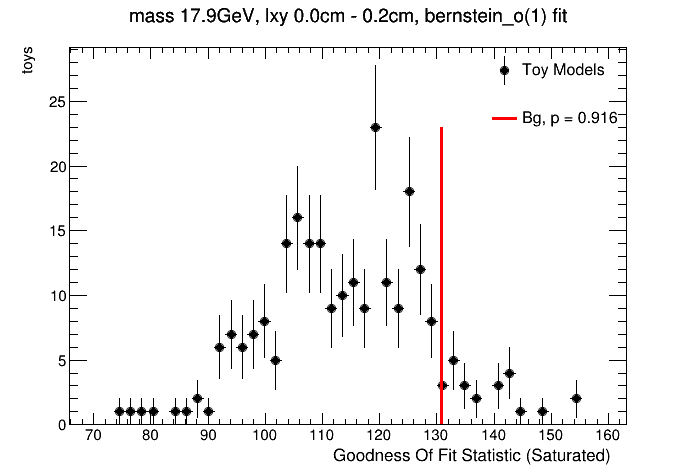 mass 17.9GeV, lxy 0.0cm - 0.2cm, bernstein_o(1) fit
toys
Toy Models
Bg, p = 0.916
25
20
15
10
5
0
70 80 90 100 110 120 130 140 150 160
Goodness Of Fit Statistic (Saturated)